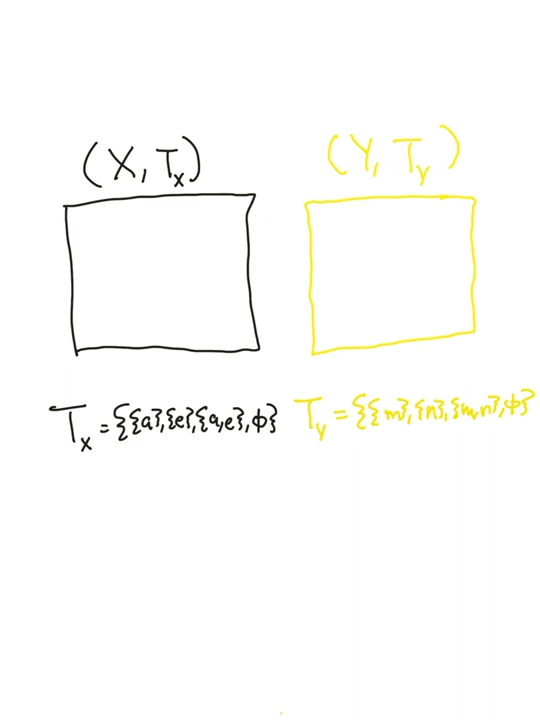 (X, Tx)
(Y, Ty)
Tx = {{a},{e},{a,e},ϕ}
Ty = {{m},{n},{m,n},ϕ}